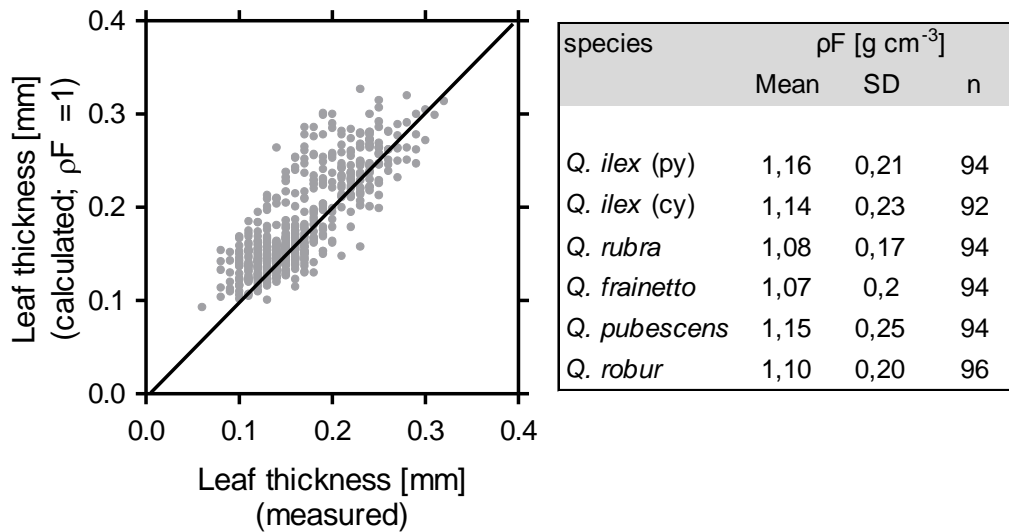 0.4
0.3
0.2
0.1
0.0
0.0 0.1 0.2 0.3 0.4
Leaf thickness [mm]
(calculated; ρF =1)
Leaf thickness [mm]
(measured)
species ρF [g cm-3]
Mean SD n
Q. ilex (py) 1,16 0,21 94
Q. ilex (cy) 1,14 0,23 92
Q. rubra 1,08 0,17 94
Q. frainetto 1,07 0,2 94
Q. pubescens 1,15 0,25 94
Q. robur 1,10 0,20 96